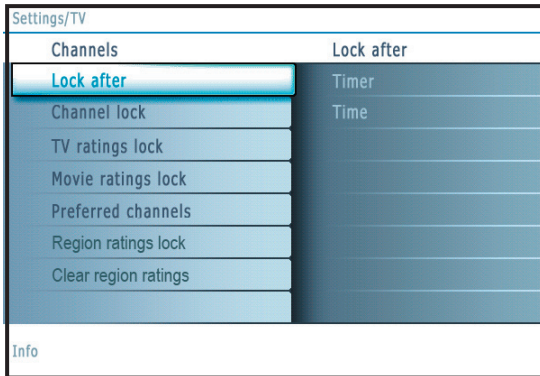 Settings/TV
Channels
Lock after
Lock after
Timer
Channel lock
Time
TV ratings lock
Movie ratings lock
Preferred channels
Region ratings lock
Clear region ratings
Info